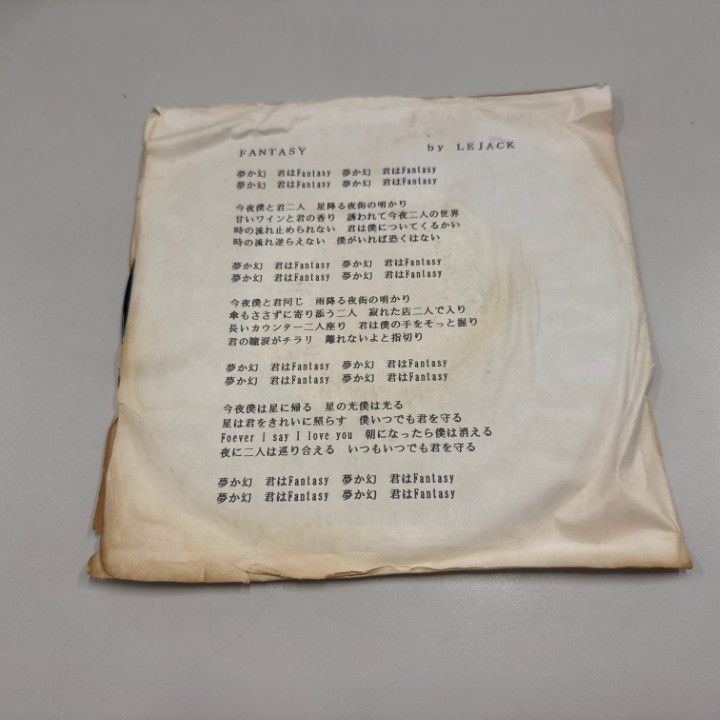 FANTASY by LEJACK
夢か幻 君はFantasy 夢か幻 君はFantasy
夢か幻 君はFantasy 夢か幻 君はFantasy
今夜僕と君二人 星降る夜街の明かり
甘いワインと君の香り 誘われて今夜二人の世界
時の流れ止められない 君は僕についてくるかい
時の流れ逆らえない 僕がいれば恐くはない
夢か幻 君はFantasy 夢か幻 君はFantasy
夢か幻 君はFantasy 夢か幻 君はFantasy
今夜僕と君同じ 雨降る夜街の明かり
傘もささずに寄り添う二人 寂れた店二人で入り
長いカウンター二人座り 君は僕の手をそっと握り
君の瞳涙がチラリ 離れないよと指切り
夢か幻 君はFantasy 夢か幻 君はFantasy
夢か幻 君はFantasy 夢か幻 君はFantasy
今夜僕は星に帰る 星の光僕は光る
星は君をきれいに照らす 僕いつでも君を守る
Foever I say I love you 朝になったら僕は消える
夜に二人は巡り合える いつもいつでも君を守る
夢か幻 君はFantasy 夢か幻 君はFantasy
夢か幻 君はFantasy 夢か幻 君はFantasy